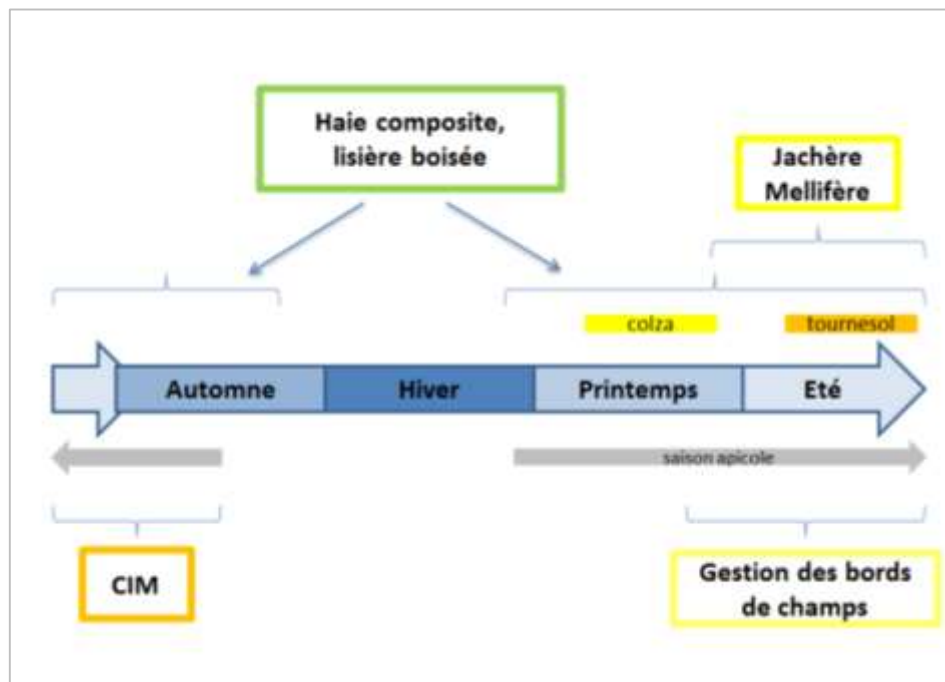 Haie composite,
lisière boisée
Jachère
Mellifère
colza
tournesol
Automne
Hiver
Printemps
Eté
saison apicole
CIM
Gestion des bords
de champs